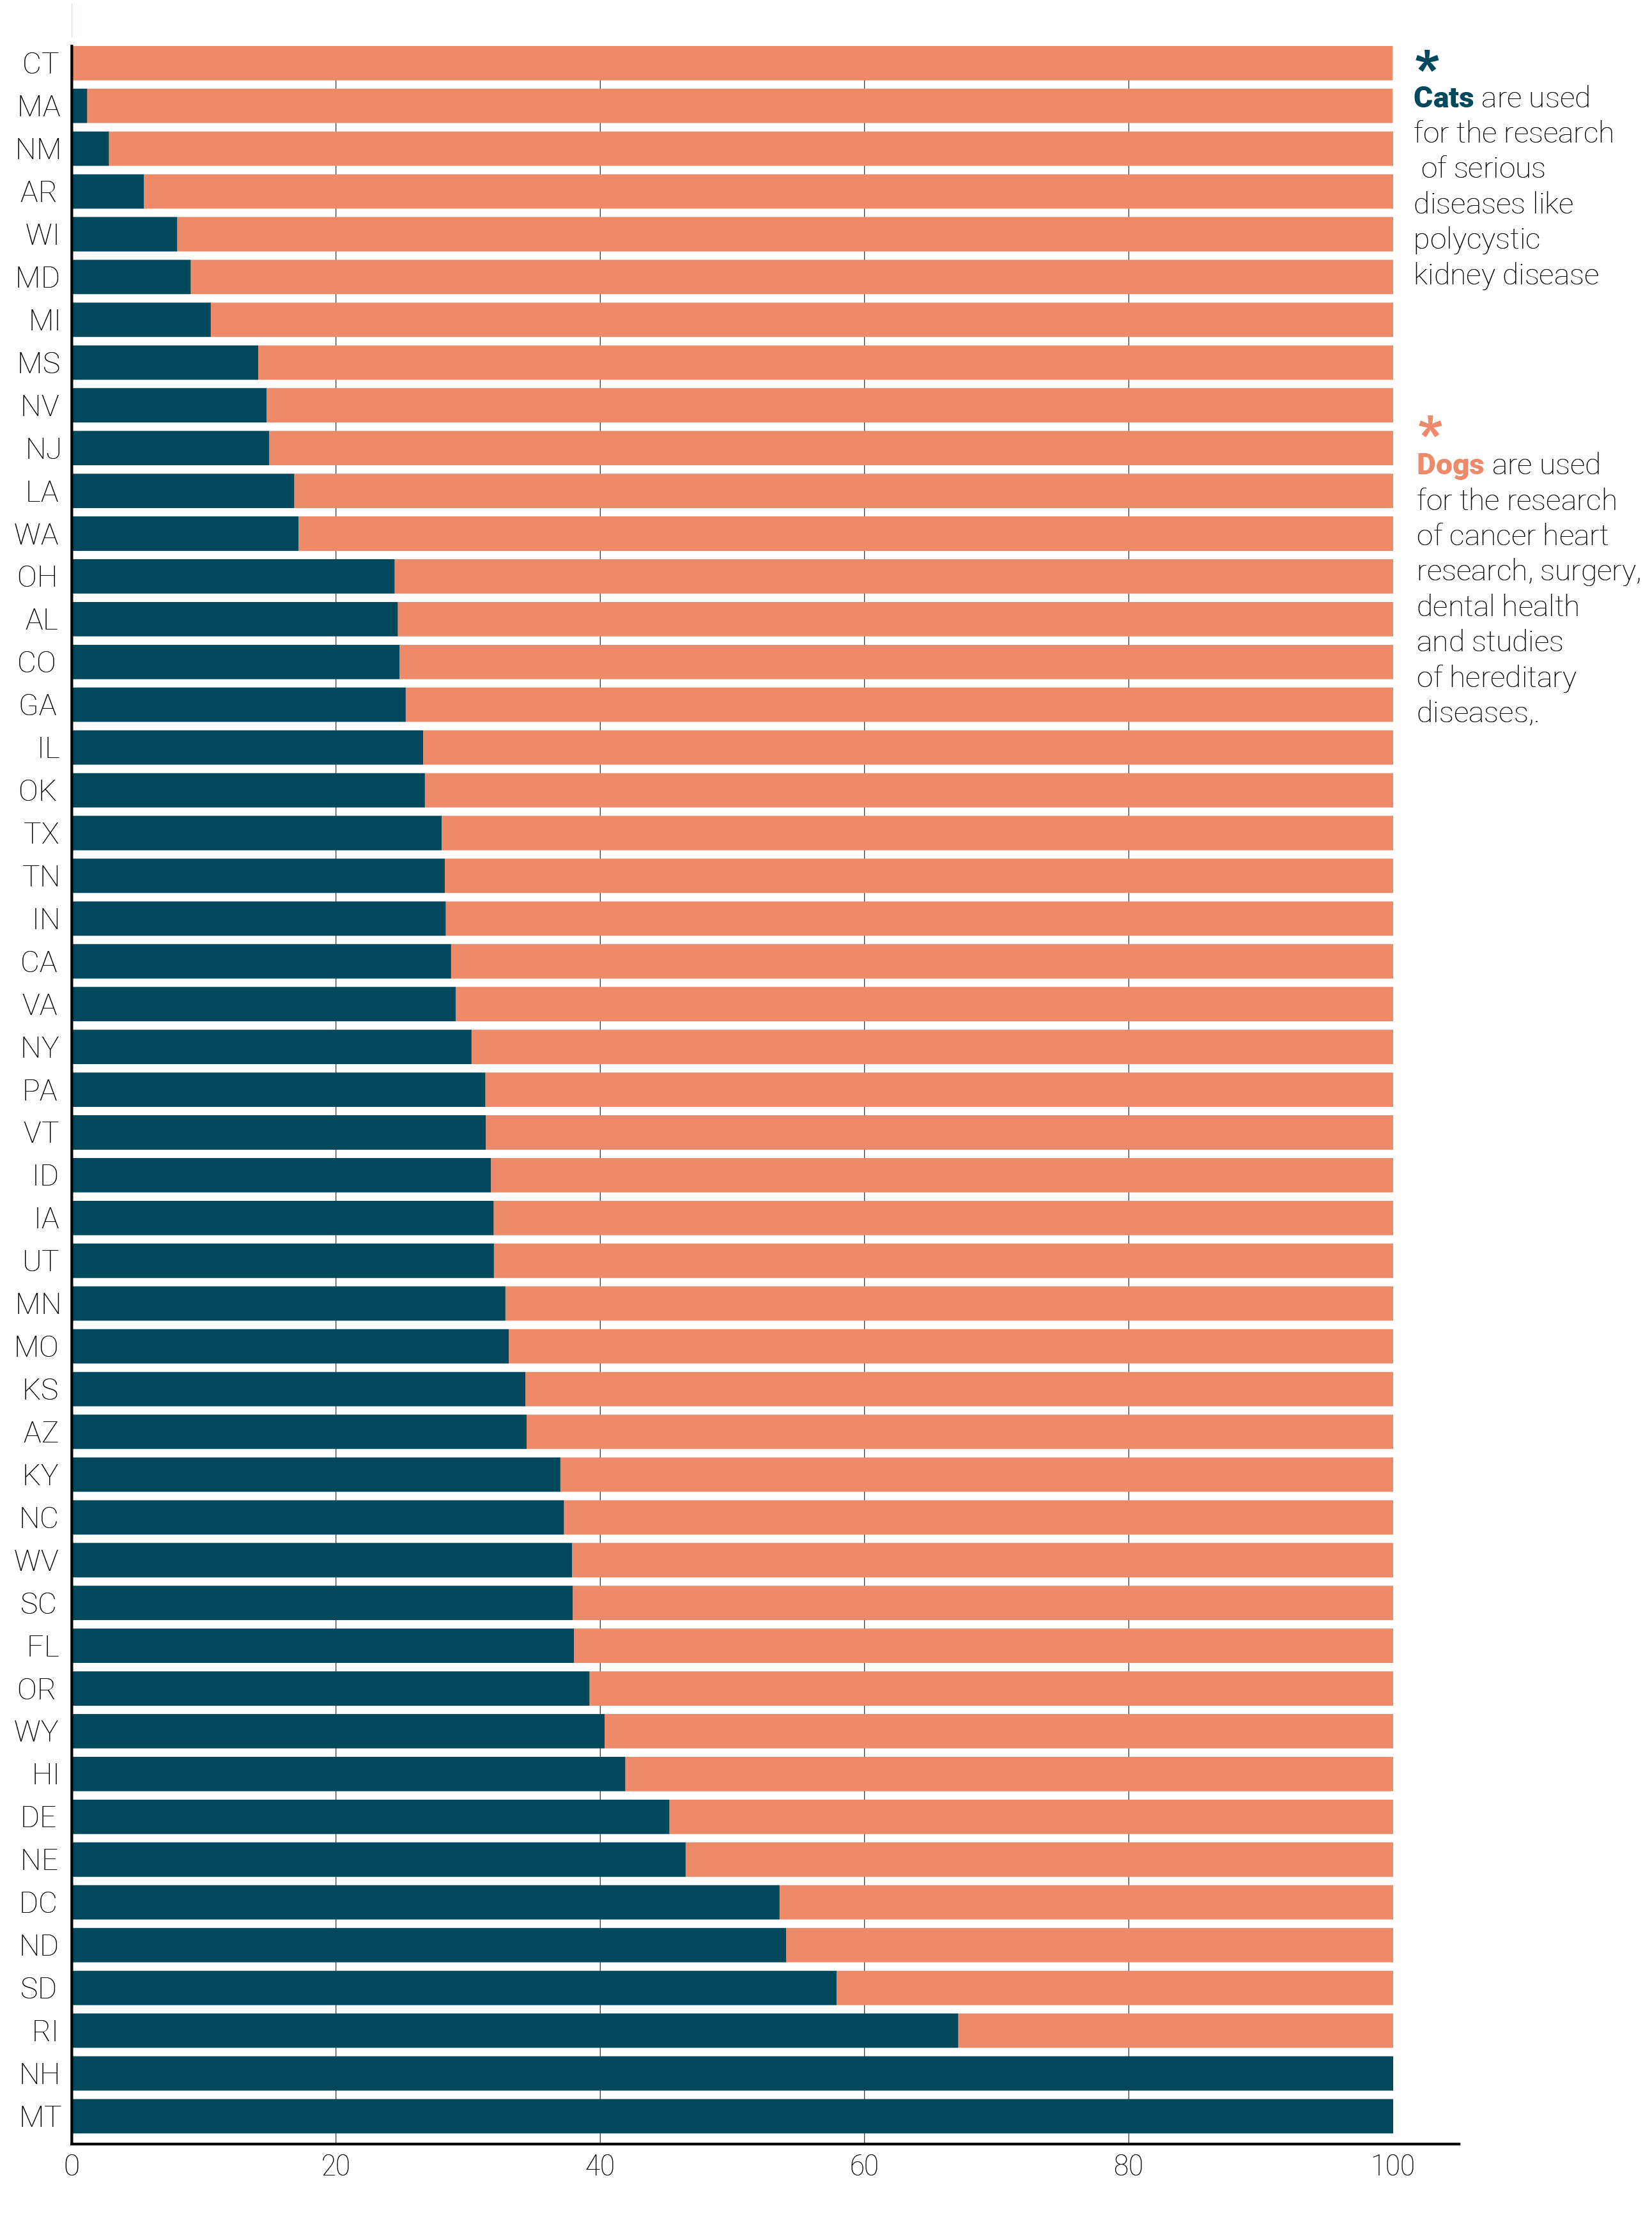 CT
MA
NM
AR
WI
MD
MI
MS
NV
NJ
LA
WA
OH
AL
CO
GA
IL
OK
TX
TN
IN
CA
VA
NY
PA
VT
ID
IA
UT
MN
MO
KS
AZ
KY
NC
WV
SC
FL
OR
WY
HI
DE
NE
DC
ND
SD
RI
NH
MT
0 20 40 60 80 100
*
Cats are used
for the research
of serious
diseases like
polycystic
kidney disease
*
Dogs are used
for the research
of cancer heart
research, surgery,
dental health
and studies
of hereditary
diseases,.